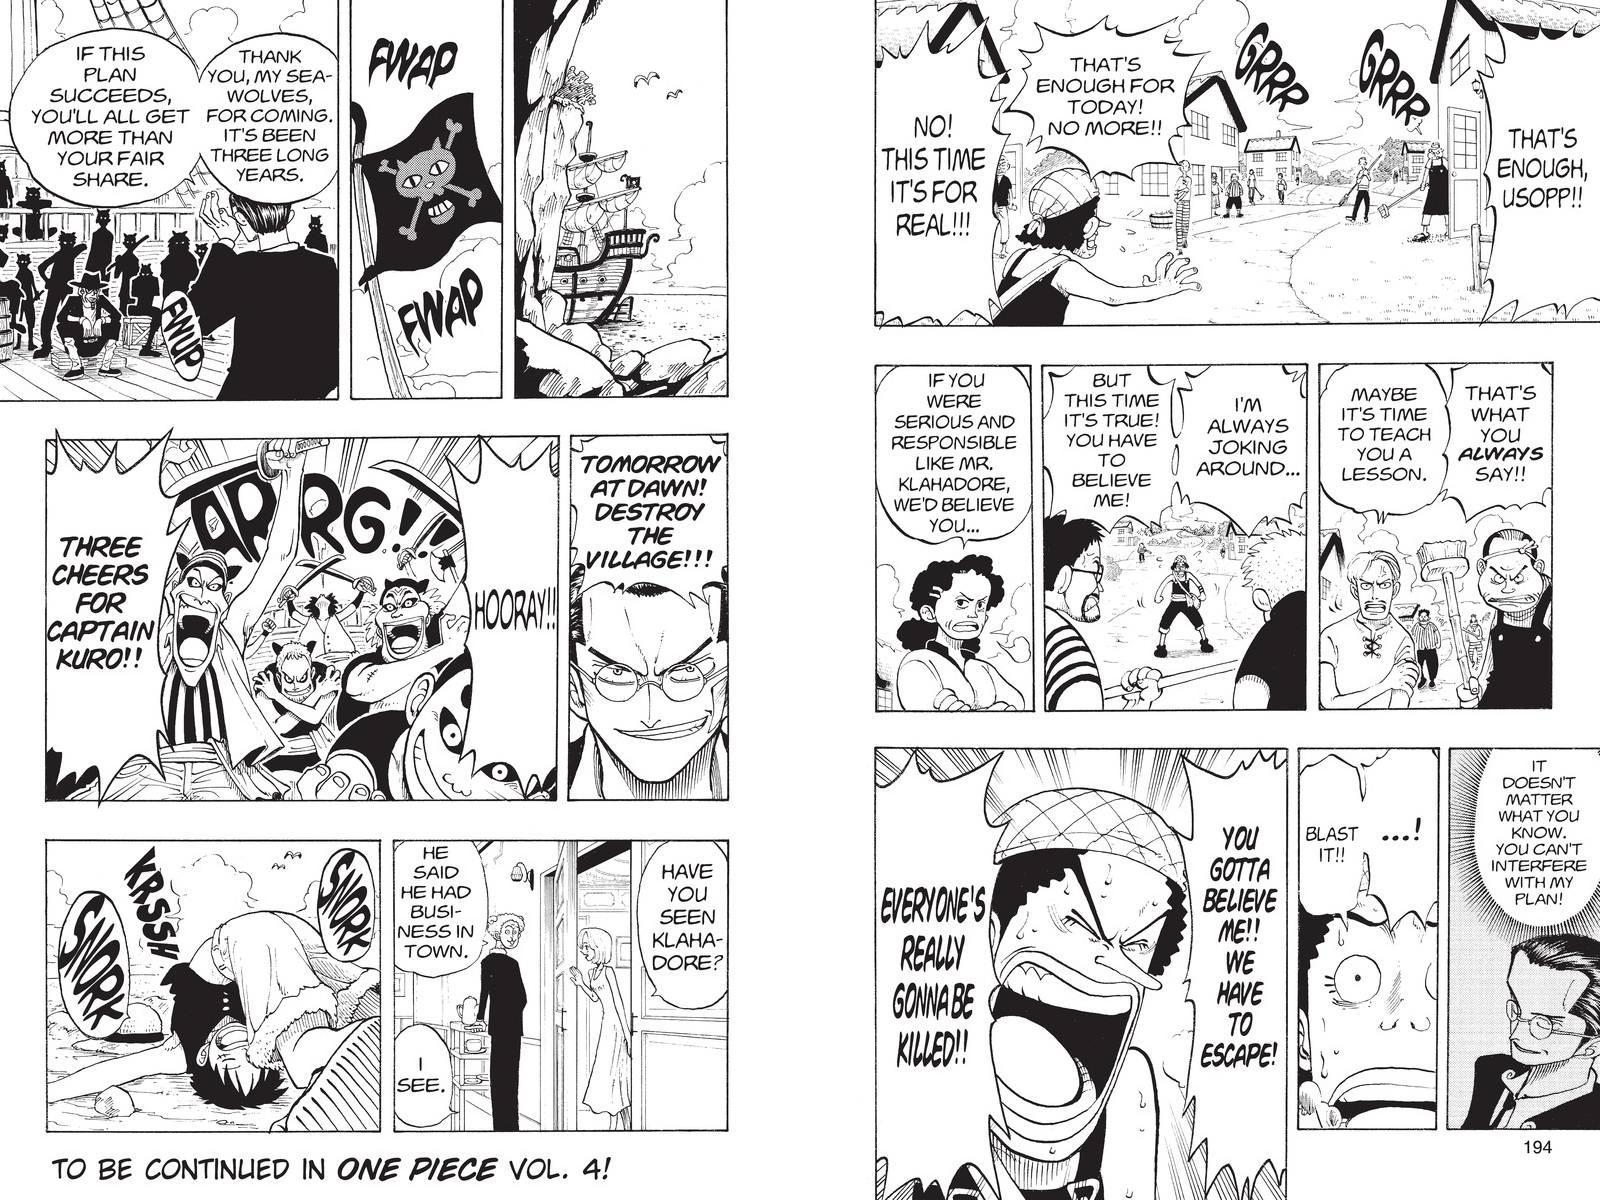 THAT'S
ENOUGH,
USOPP!!
GRRR
GRRR
THAT'S
ENOUGH FOR
TODAY!
NO MORE!!
NO!
THIS TIME
IT'S FOR
REAL!!!
THAT'S
WHAT
YOU
ALWAYS
SAY!!
MAYBE
IT'S TIME
TO TEACH
YOU A
LESSON.
I'M
ALWAYS
JOKING
AROUND...
BUT
THIS TIME
IT'S TRUE!
YOU HAVE
TO
BELIEVE
ME!
IF YOU
WERE
SERIOUS AND
RESPONSIBLE
LIKE MR.
KLAHADORE,
WE'D BELIEVE
YOU...
IT
DOESN'T
MATTER
WHAT YOU
KNOW.
YOU CAN'T
INTERFERE
WITH MY
PLAN!
...!
BLAST
IT!!
YOU
GOTTA
BELIEVE
ME!!
WE
HAVE
TO
ESCAPE!
EVERYONE'S
REALLY
GONNA BE
KILLED!!
194
FWAP
FWAP
THANK
YOU, MY SEA-
WOLVES,
FOR COMING.
IT'S BEEN
THREE LONG
YEARS.
IF THIS
PLAN
SUCCEEDS,
YOU'LL ALL GET
MORE THAN
YOUR FAIR
SHARE.
FWUP
TOMORROW
AT DAWN!
DESTROY
THE
VILLAGE!!!
HOORAY!!
ARRRG!!
THREE
CHEERS
FOR
CAPTAIN
KURO!!
HAVE
YOU
SEEN
KLAHA-
DORE?
HE
SAID
HE HAD
BUSI-
NESS IN
TOWN.
I
SEE.
SNORK
KRSSH
SNORK
TO BE CONTINUED IN ONE PIECE VOL. 4!